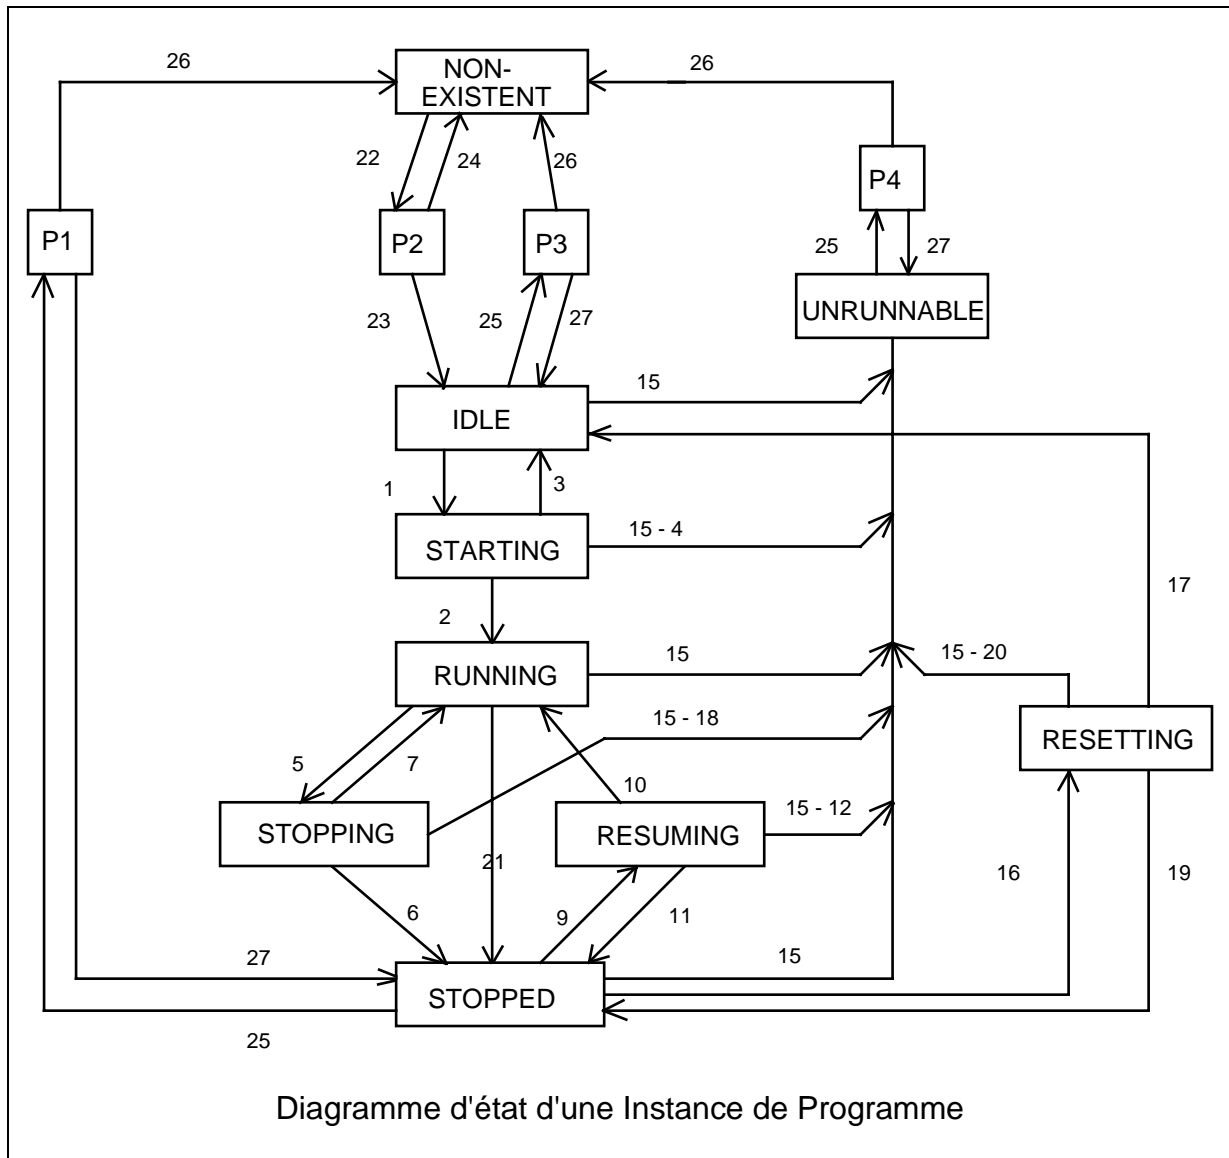 26
NON-
EXISTENT
26
22
24
26
P4
P1
P2
P3
25
27
UNRUNNABLE
23
25
27
15
IDLE
1
3
STARTING
15 - 4
17
2
RUNNING
15
15 - 20
15 - 18
RESETTING
5
7
10
15 - 12
STOPPING
RESUMING
21
16
19
6
9
11
27
15
STOPPED
25
Diagramme d'état d'une Instance de Programme